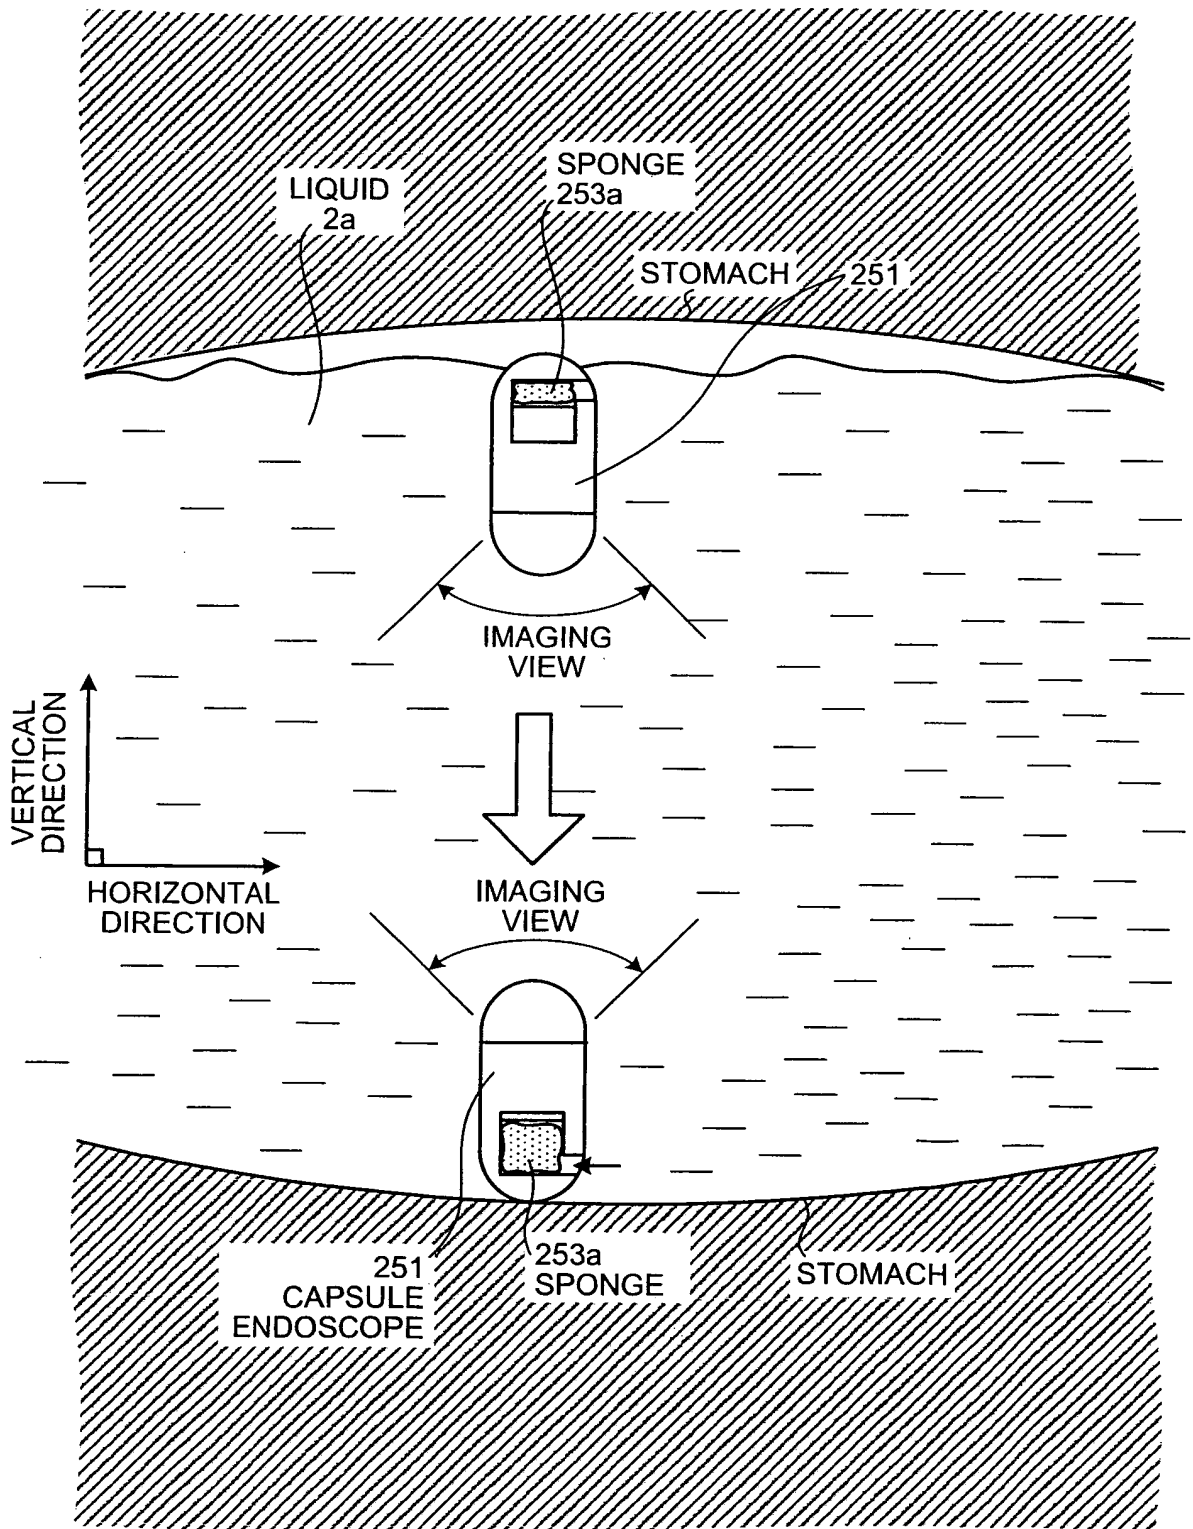 SPONGE
253a
LIQUID
2a
STOMACH
251
IMAGING
VIEW
VERTICAL
DIRECTION
HORIZONTAL
DIRECTION
IMAGING
VIEW
251
CAPSULE
ENDOSCOPE
253a
SPONGE
STOMACH